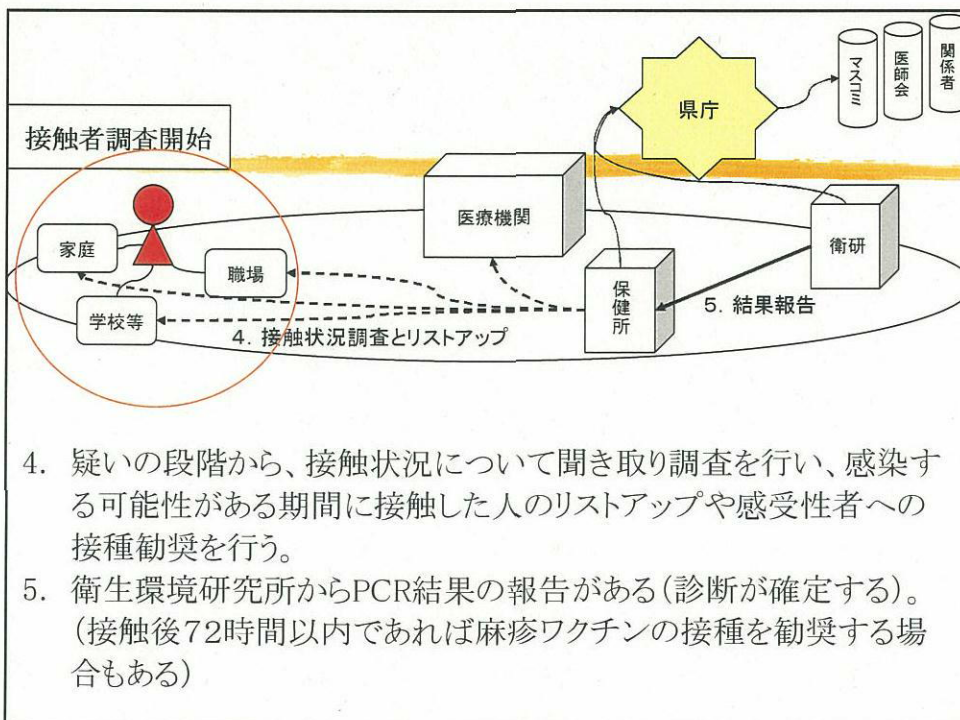 マスコミ
医師会
関係者
県庁
接触者調査開始
医療機関
衛研
家庭
職場
保健所
5. 結果報告
学校等
4. 接触状況調査とリストアップ
4. 疑いの段階から、接触状況について聞き取り調査を行い、感染す
る可能性がある期間に接触した人のリストアップや感受性者への
接種勧奨を行う。
5. 衛生環境研究所からPCR結果の報告がある(診断が確定する)。
(接触後72時間以内であれば麻疹ワクチンの接種を勧奨する場
合もある)